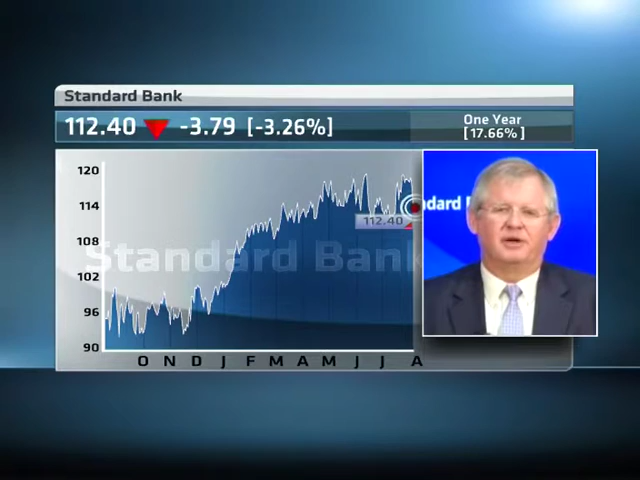 Standard Bank
112.40 -3.79 [-3.26%]
One Year
[17.66%]
120
114
108
102
96
90
Standard Bank
112.40
O N D J F M A M J J A
ndard